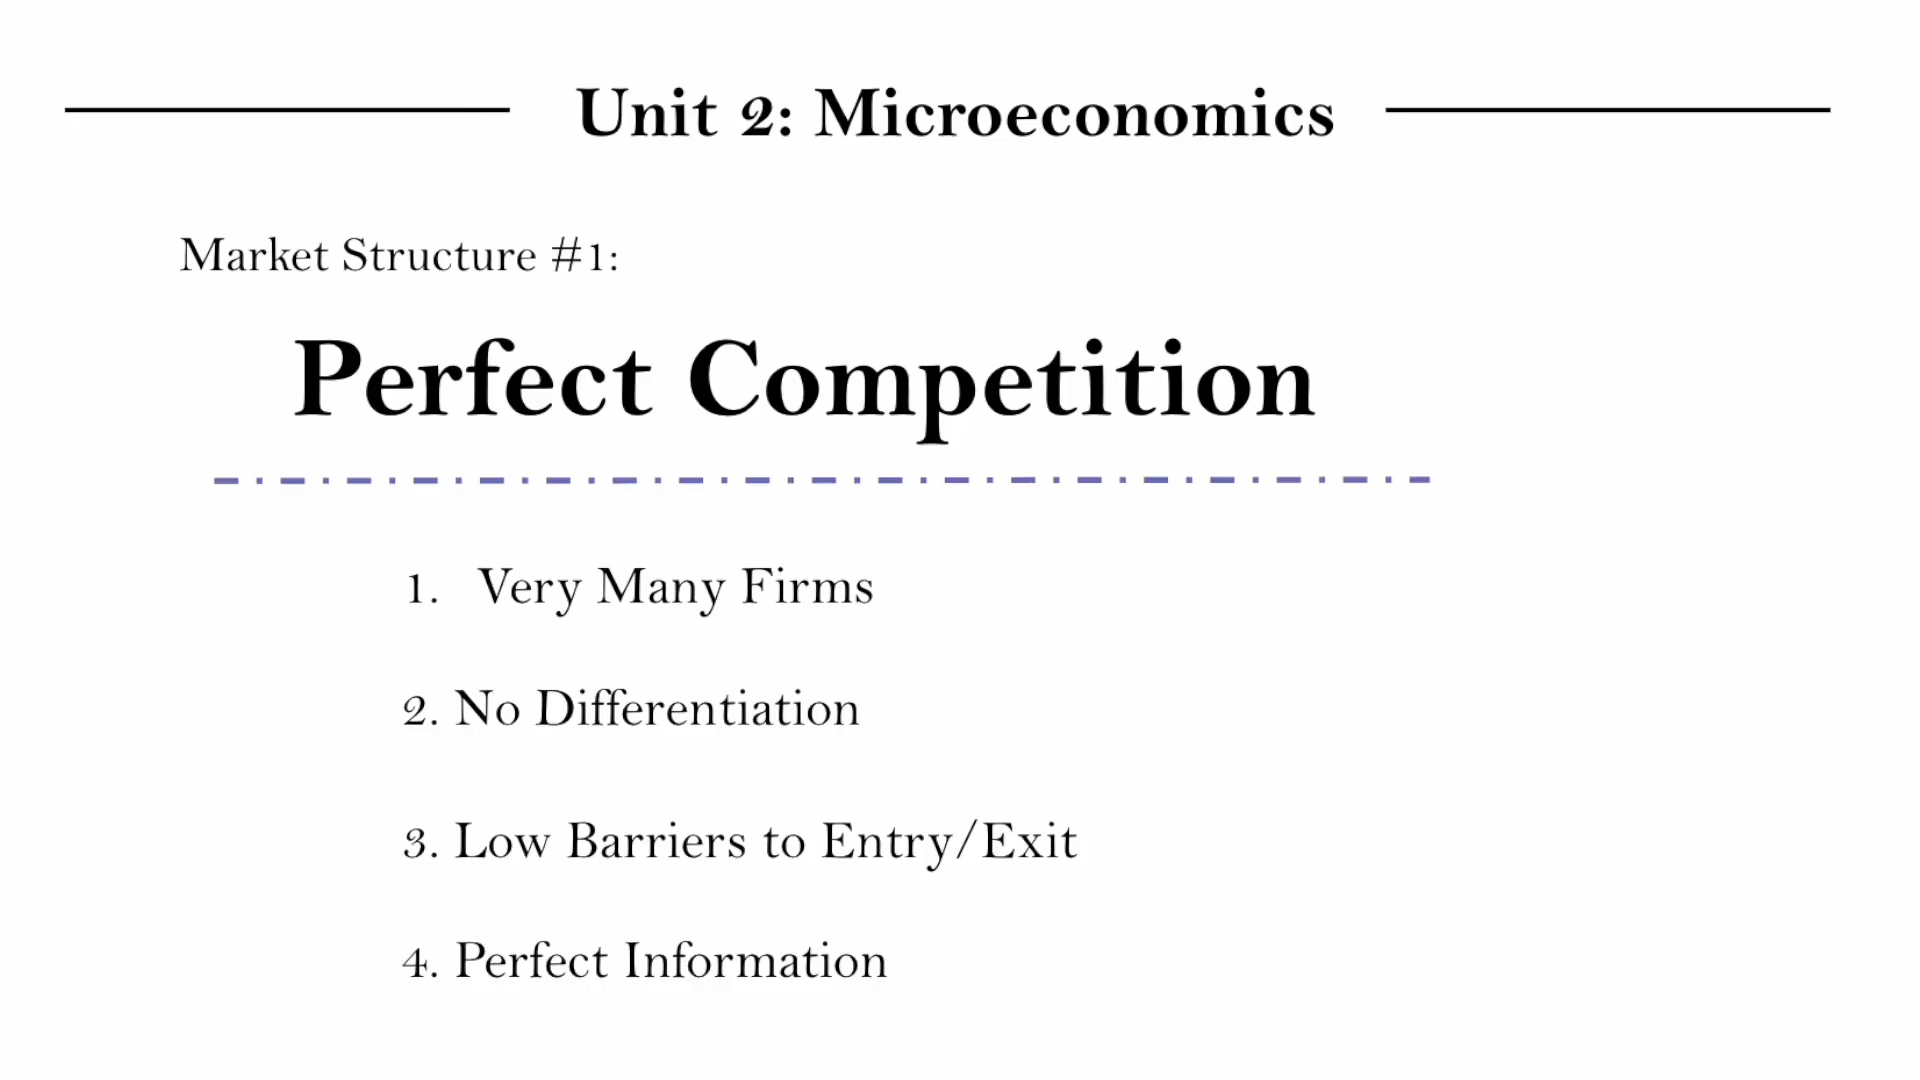 Unit 2: Microeconomics
Market Structure #1:
Perfect Competition
1. Very Many Firms
2. No Differentiation
3. Low Barriers to Entry/Exit
4. Perfect Information